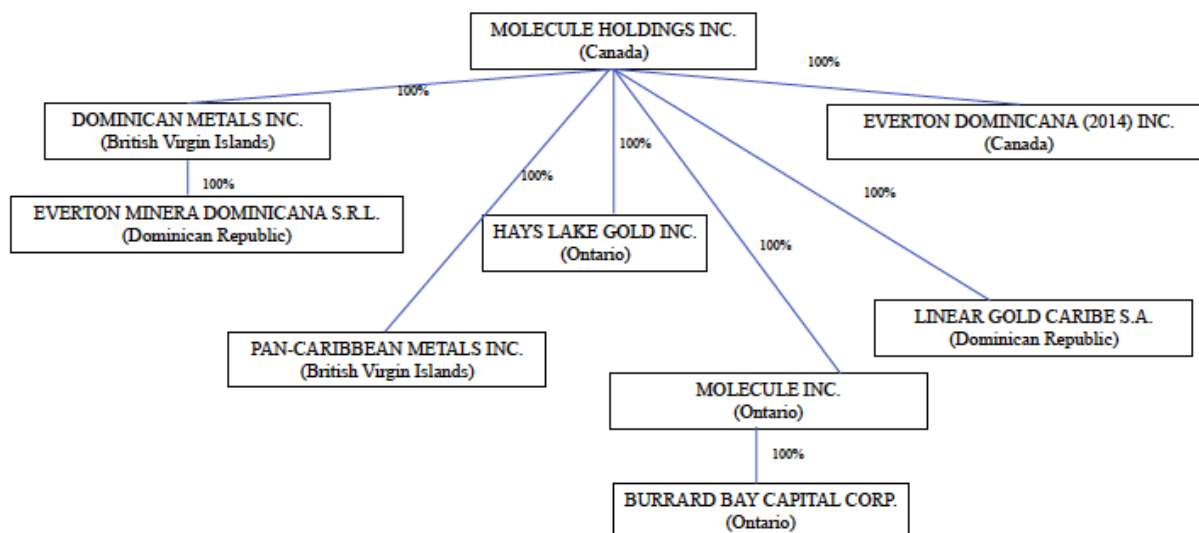 MOLECULE HOLDINGS INC.
(Canada)
100%
100%
DOMINICAN METALS INC.
(British Virgin Islands)
EVERTON DOMINICANA (2014) INC.
(Canada)
100%
100%
100%
100%
EVERTON MINERA DOMINICANA S.R.L.
(Dominican Republic)
HAYS LAKE GOLD INC.
(Ontario)
100%
LINEAR GOLD CARIBE S.A.
(Dominican Republic)
PAN-CARIBBEAN METALS INC.
(British Virgin Islands)
MOLECULE INC.
(Ontario)
100%
BURRARD BAY CAPITAL CORP.
(Ontario)